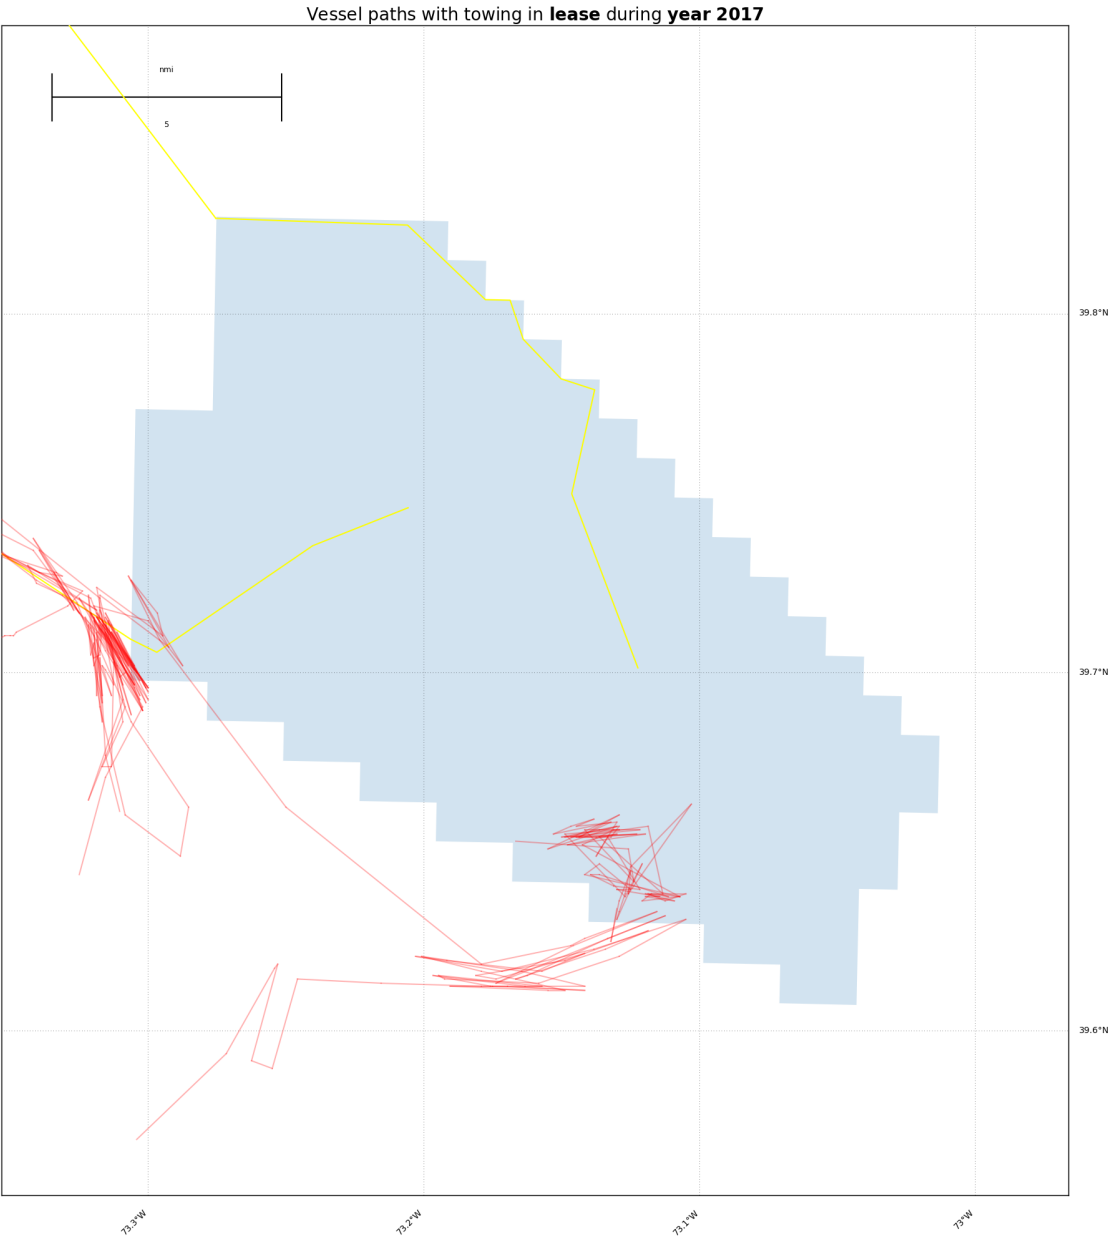 Vessel paths with towing in lease during year 2017
nmi
5
39.8°N
39.7°N
39.6°N
73.3°W
73.2°W
73.1°W
73°W